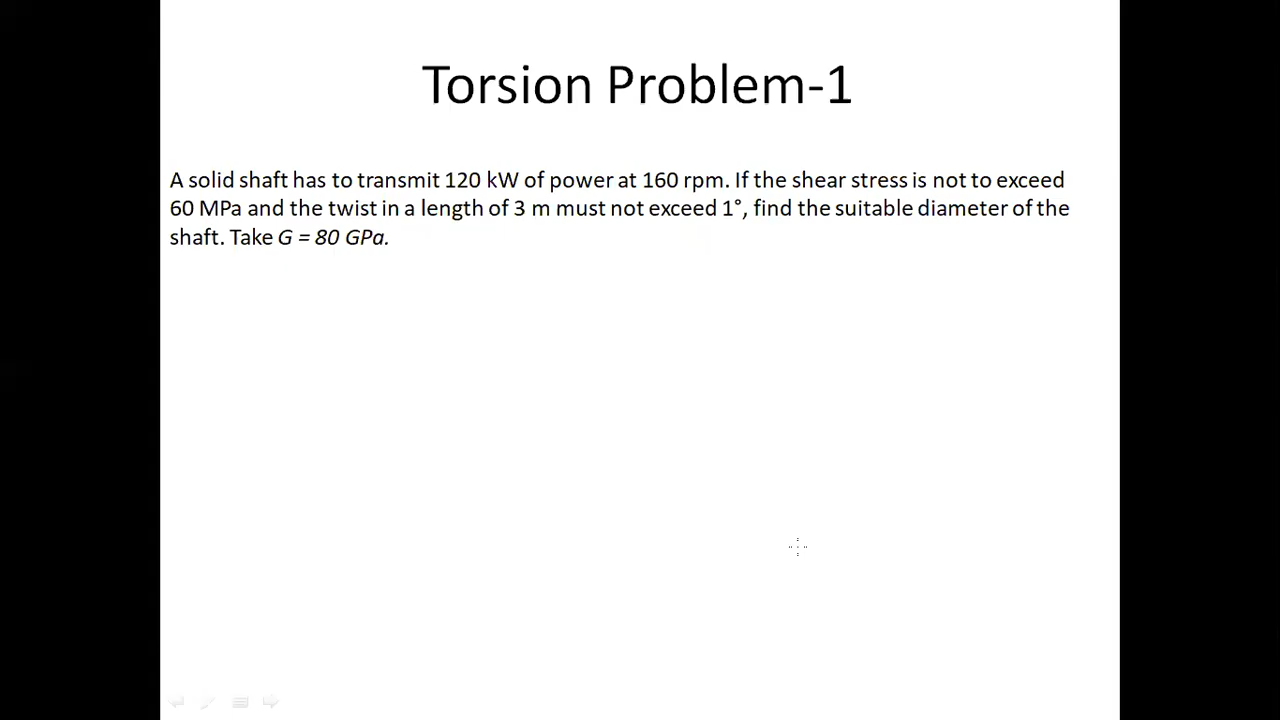 Torsion Problem-1
A solid shaft has to transmit 120 kW of power at 160 rpm. If the shear stress is not to exceed
60 MPa and the twist in a length of 3 m must not exceed 1°, find the suitable diameter of the
shaft. Take G = 80 GPa.